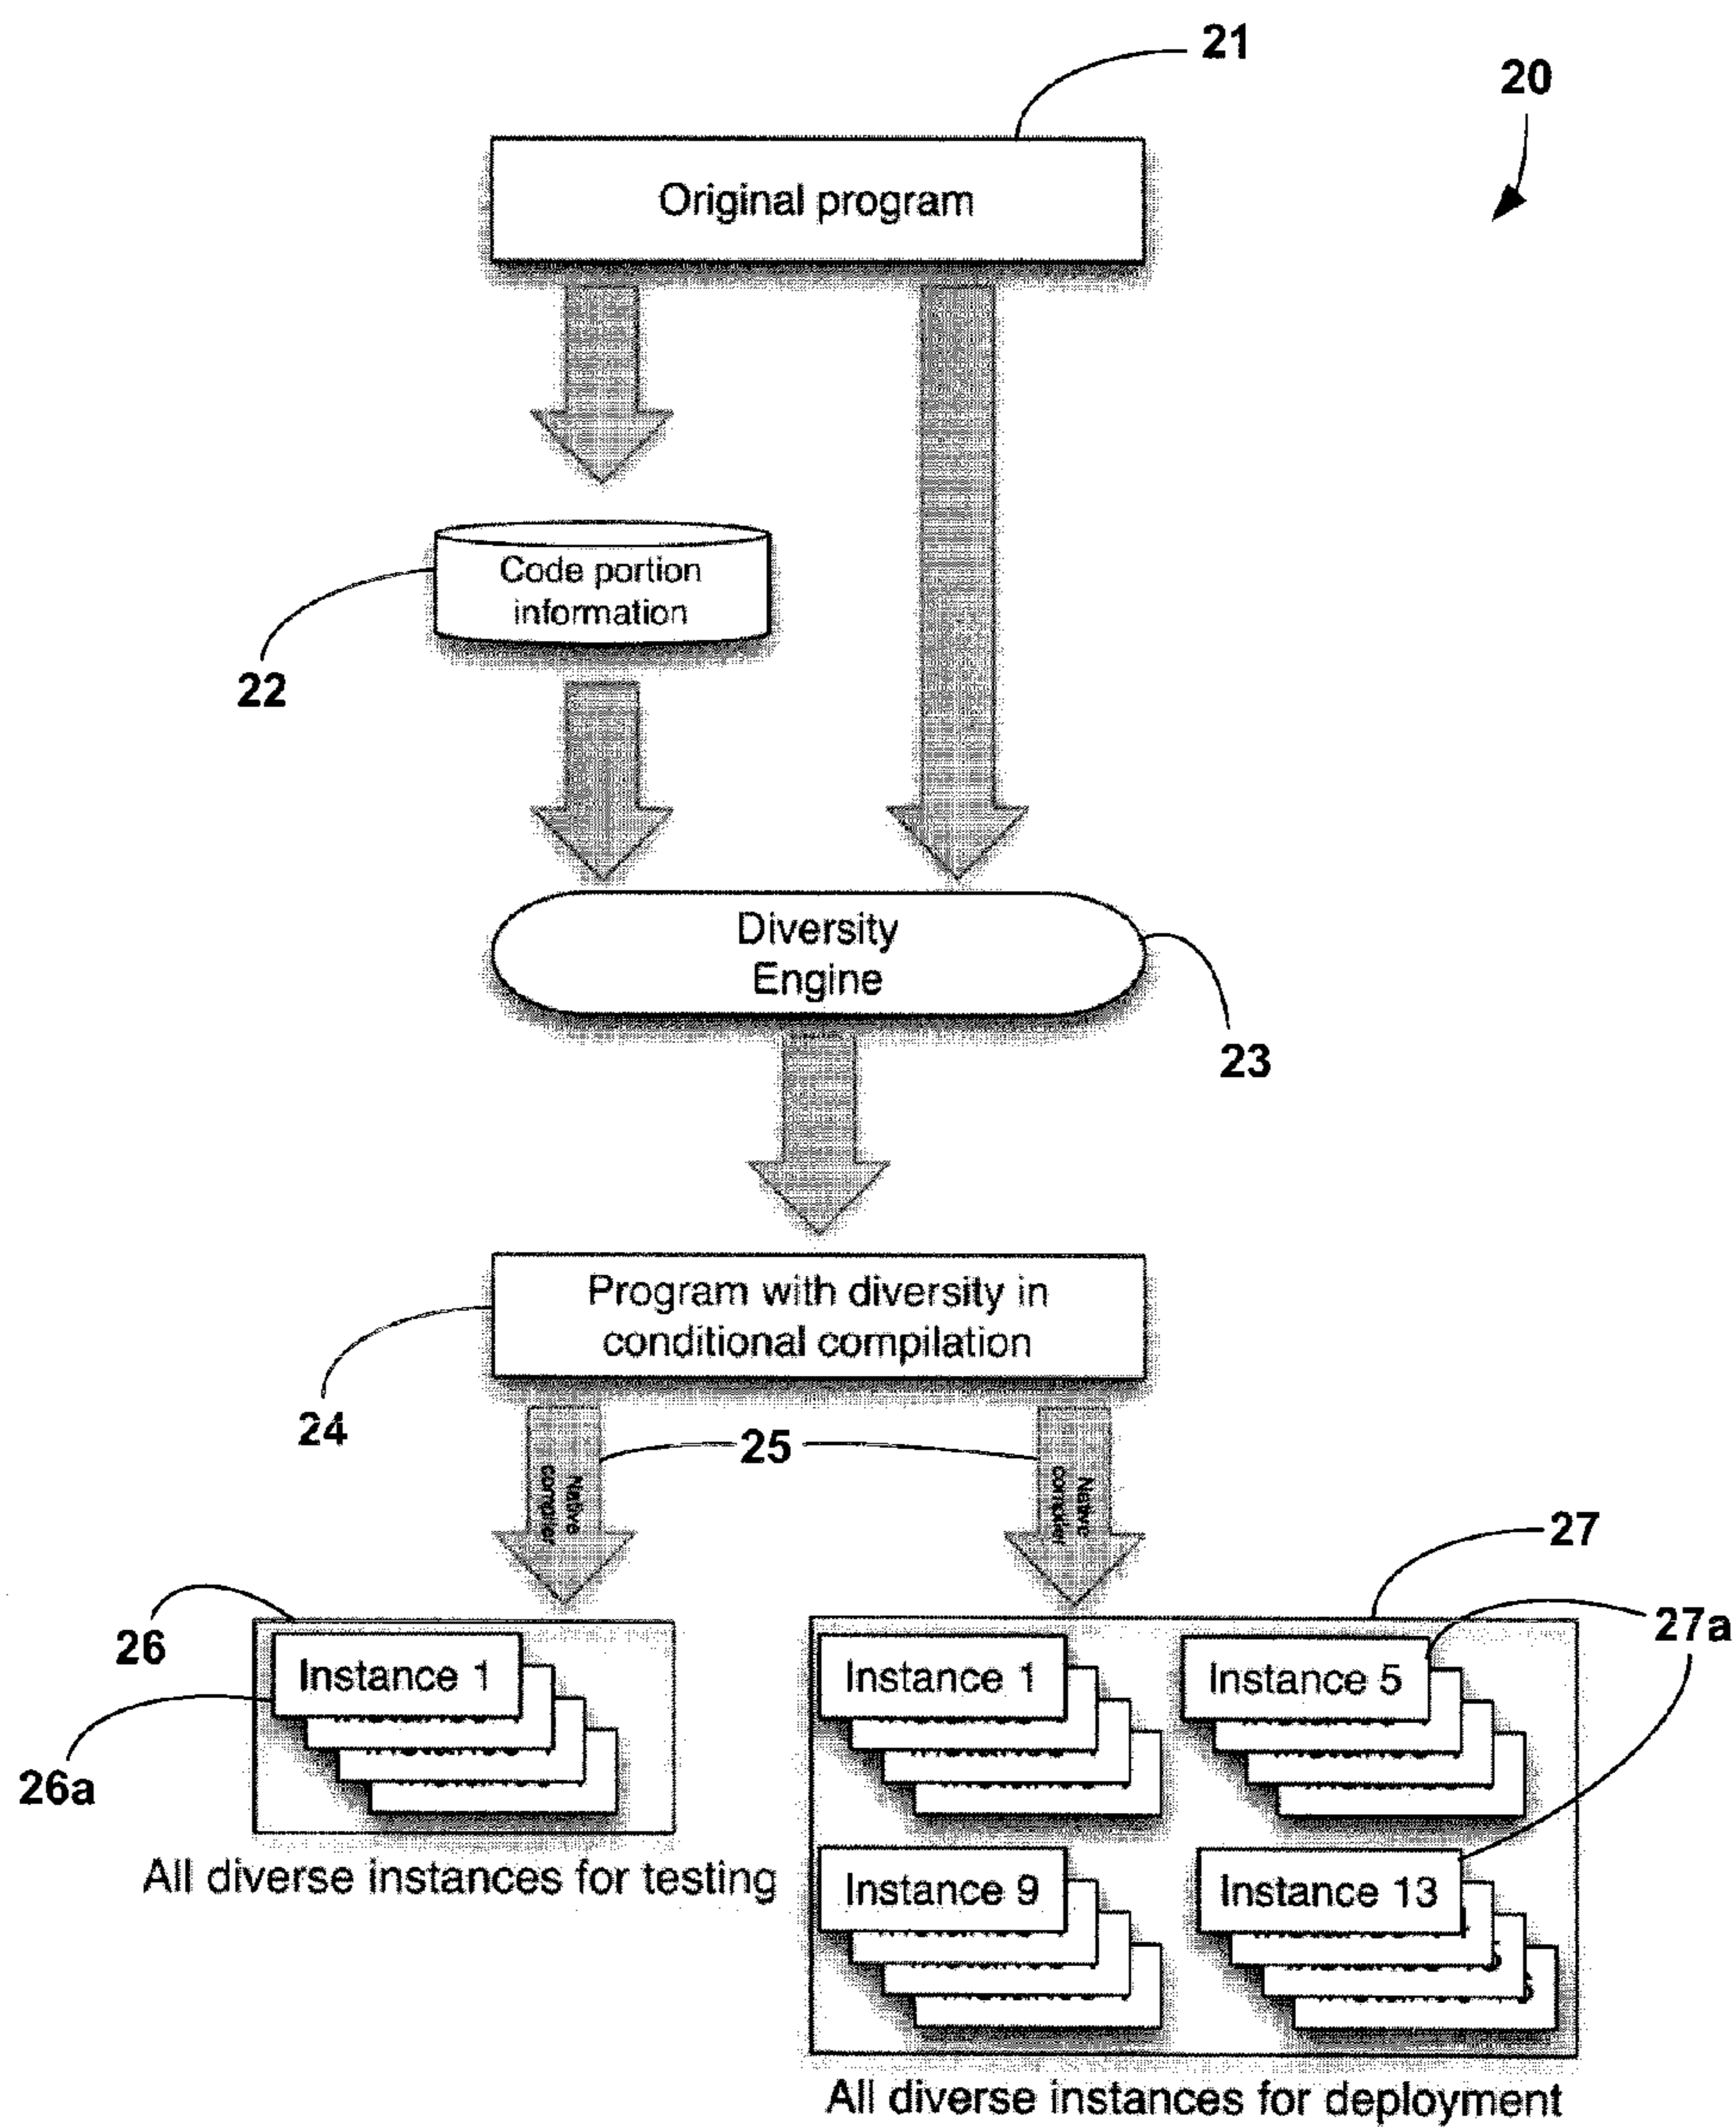 21
20
Original program
Code portion
information
22
Diversity
Engine
23
Program with diversity in
conditional compilation
24
25
Native
compiler
Native
compiler
27
26
27a
Instance 1
Instance 1
Instance 5
26a
Instance 9
Instance 13
All diverse instances for testing
All diverse instances for deployment